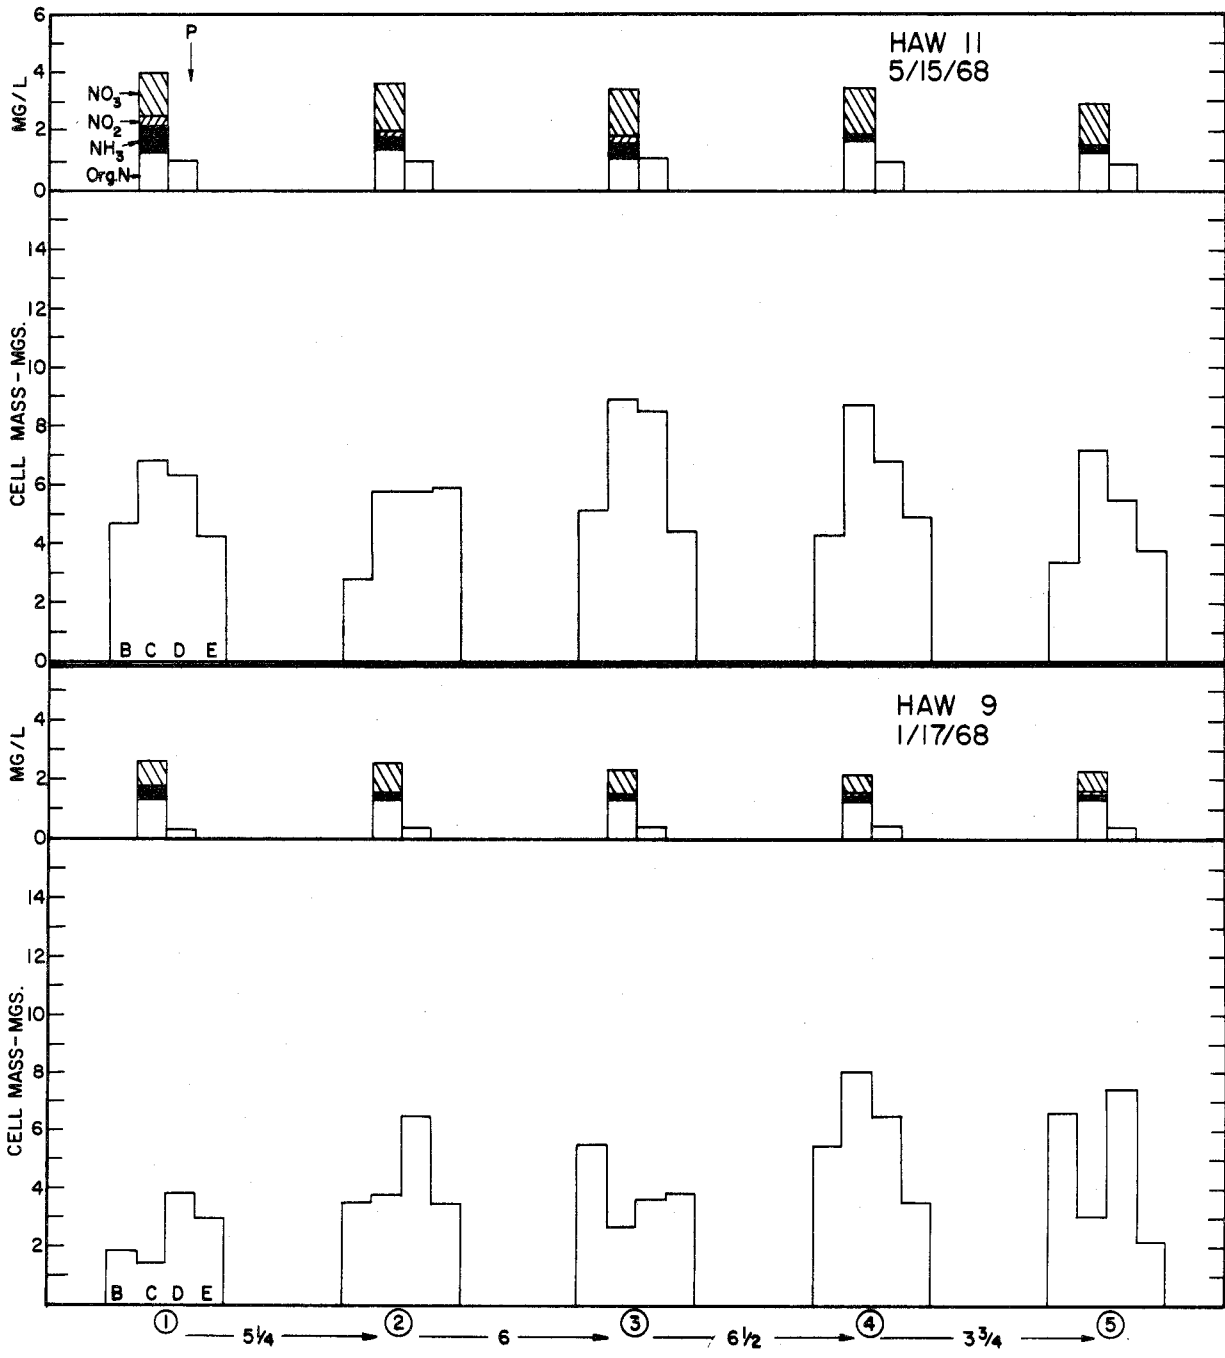 6
4
2
0
MG/L
P
HAW 11
5/15/68
NO₃
NO₂
NH₃
Org.N
14
12
10
8
6
4
2
0
CELL MASS-MGS.
B C D E
4
2
0
MG/L
HAW 9
1/17/68
14
12
10
8
6
4
2
CELL MASS-MGS.
B C D E
① ② ③ ④ ⑤
5¼ 6 6½ 3¾